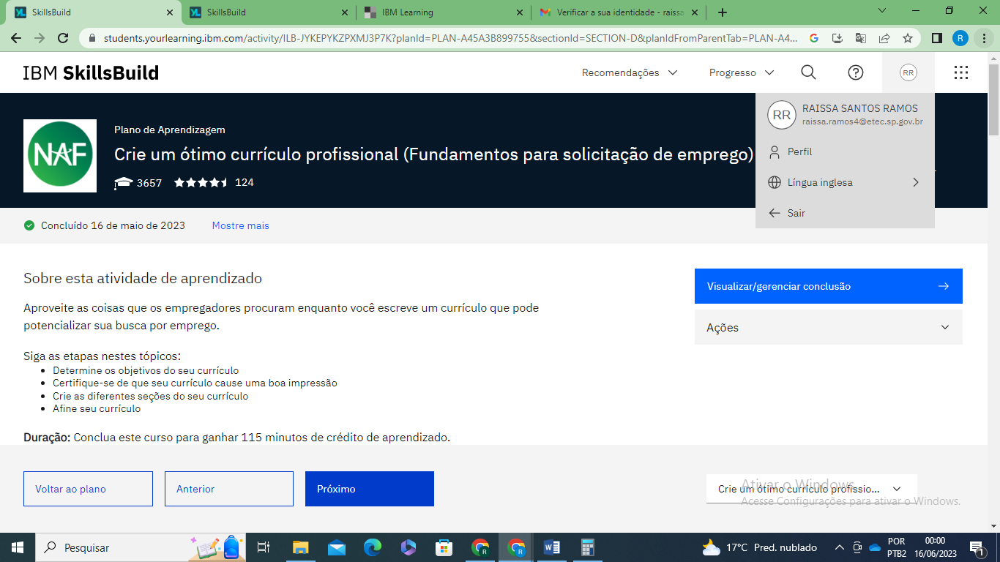 SkillsBuild
SkillsBuild
IBM Learning
Verificar a sua identidade - raissa
students.yourlearning.ibm.com/activity/ILB-JYKEPYKZPXMJ3P7K?planId=PLAN-A45A3B899755&sectionId=SECTION-D&planIdFromParentTab=PLAN-A4...
R
IBM SkillsBuild
Recomendações
Progresso
RR
RR
RAISSA SANTOS RAMOS
raissa.ramos4@etec.sp.gov.br
Perfil
Língua inglesa
Sair
NAF
Plano de Aprendizagem
Crie um ótimo currículo profissional (Fundamentos para solicitação de emprego)
3657
124
Concluído 16 de maio de 2023
Mostre mais
Sobre esta atividade de aprendizado
Aproveite as coisas que os empregadores procuram enquanto você escreve um currículo que pode
potencializar sua busca por emprego.
Siga as etapas nestes tópicos:
• Determine os objetivos do seu currículo
• Certifique-se de que seu currículo cause uma boa impressão
• Crie as diferentes seções do seu currículo
• Afine seu currículo
Duração: Conclua este curso para ganhar 115 minutos de crédito de aprendizado.
Visualizar/gerenciar conclusão
Ações
Voltar ao plano
Anterior
Próximo
Crie um ótimo currículo profissio...
Ativar o Windows
Acesse Configurações para ativar o Windows.
Pesquisar
17°C Pred. nublado
POR
PTB2
00:00
16/06/2023
1